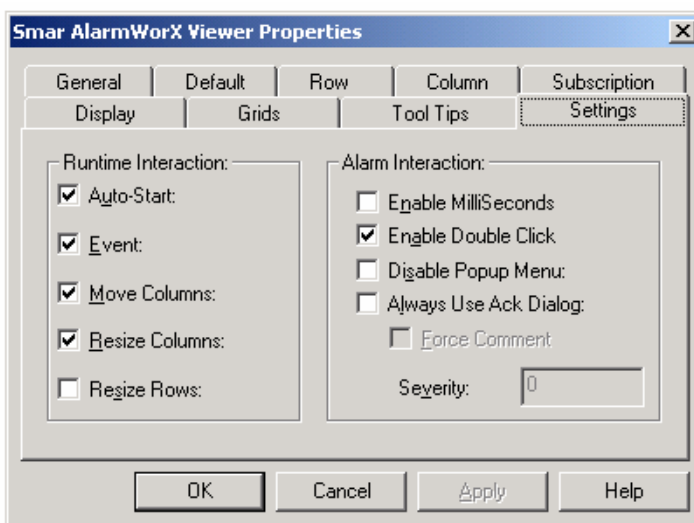 Smar AlarmWorX Viewer Properties
General Default Row Column Subscription
Display Grids Tool Tips Settings
Runtime Interaction:
Auto-Start:
Event:
Move Columns:
Resize Columns:
Resize Rows:
Alarm Interaction:
Enable MilliSeconds
Enable Double Click
Disable Popup Menu:
Always Use Ack Dialog:
Force Comment
Severity: 0
OK Cancel Apply Help